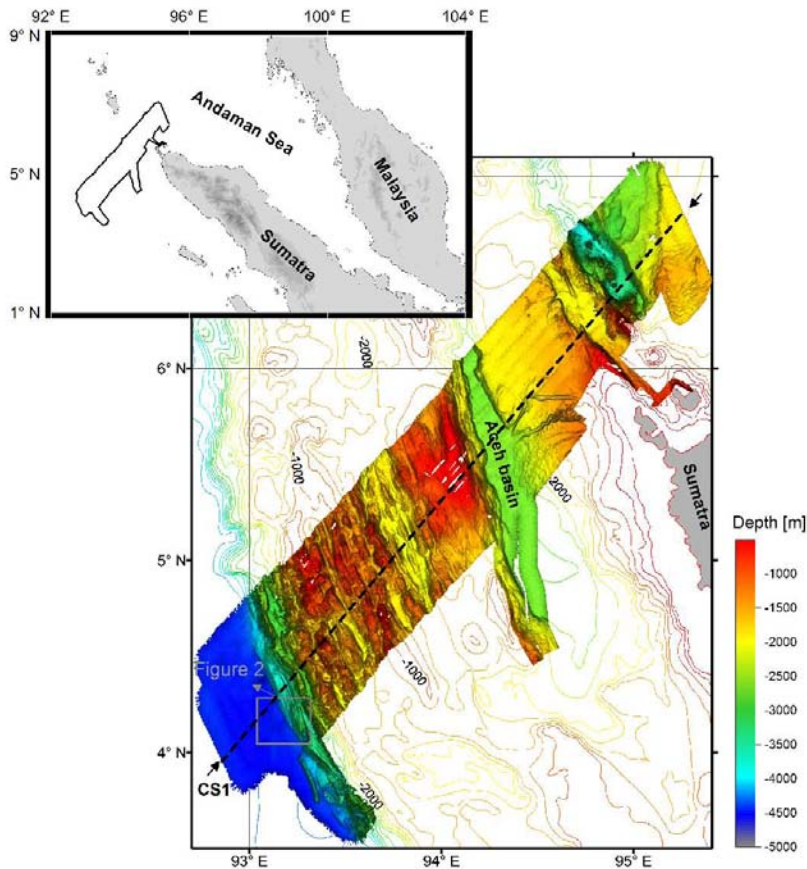 92° E
96° E
100° E
104° E
9° N
5° N
1° N
Andaman Sea
Malaysia
Sumatra
6° N
5° N
4° N
-2000
-1000
Aceh basin
2000
Sumatra
-1000
Figure 2
CS1
-2000
93° E
94° E
95° E
Depth [m]
-1000
-1500
-2000
-2500
-3000
-3500
-4000
-4500
-5000